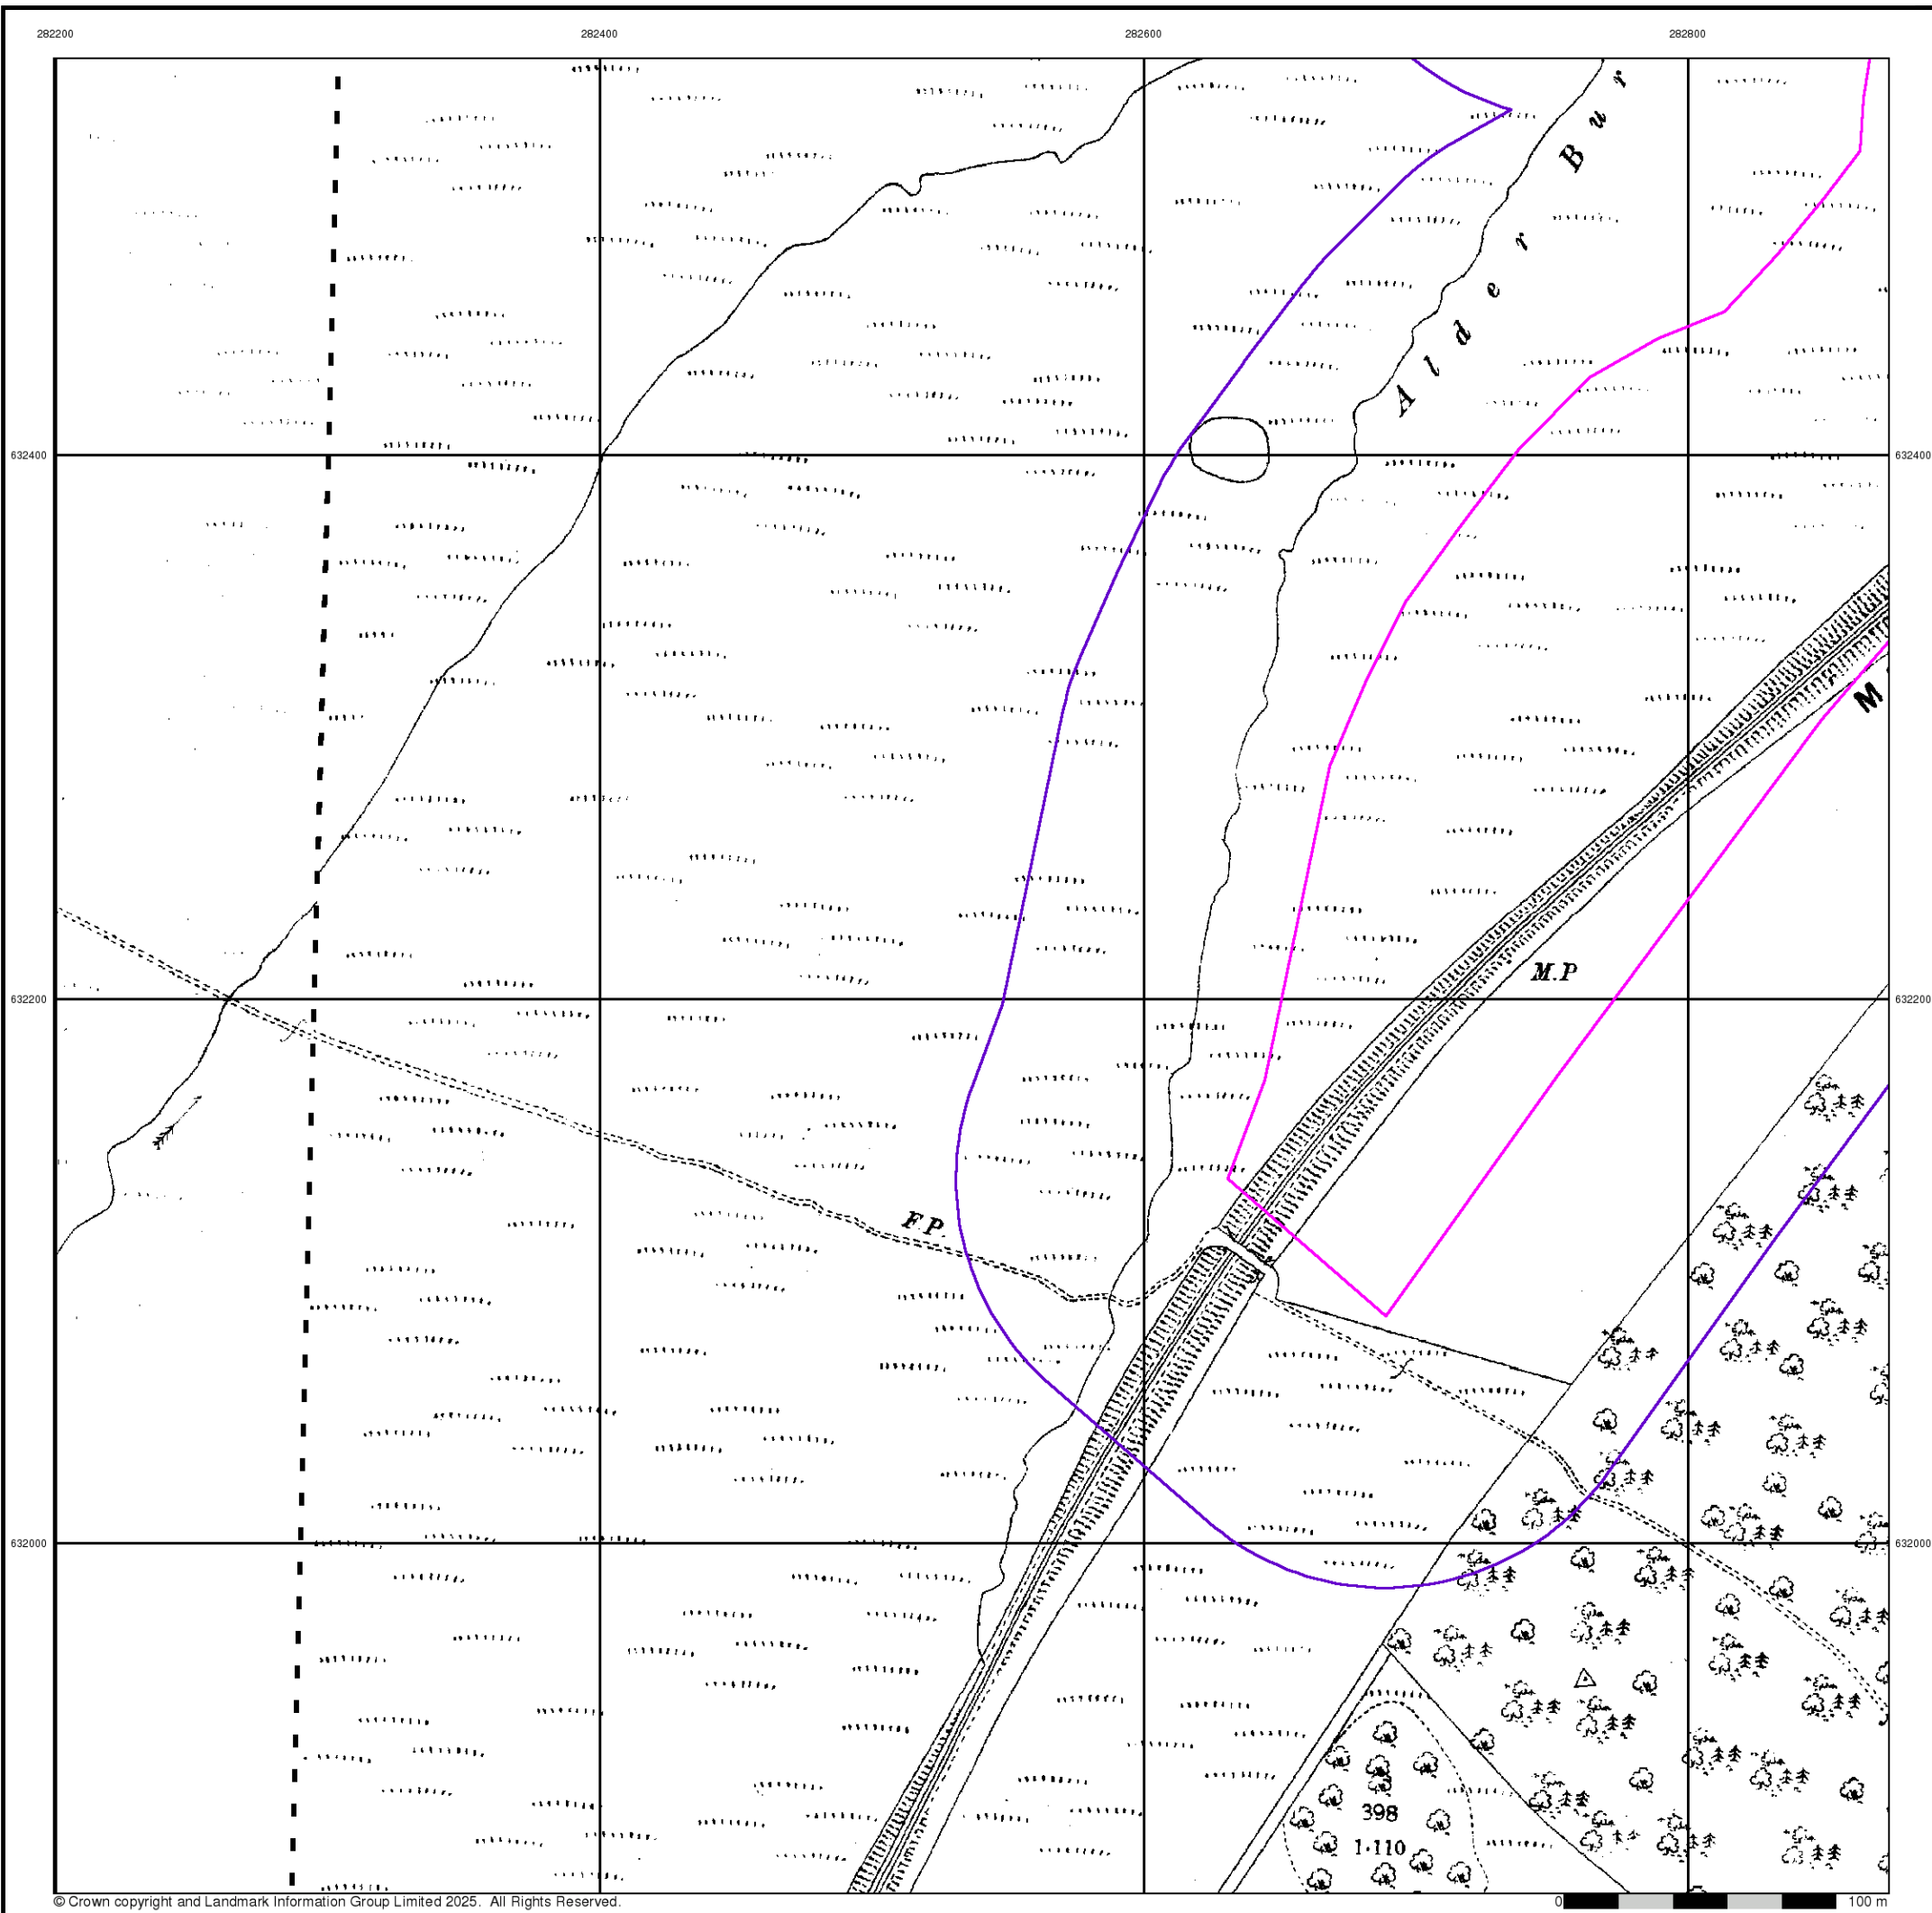 282200 282400 282600 282800
Alder Bur
632400 632400
M
632200 632200
M.P
F.P.
632000 632000
398
1·110
© Crown copyright and Landmark Information Group Limited 2025. All Rights Reserved.
0 100 m